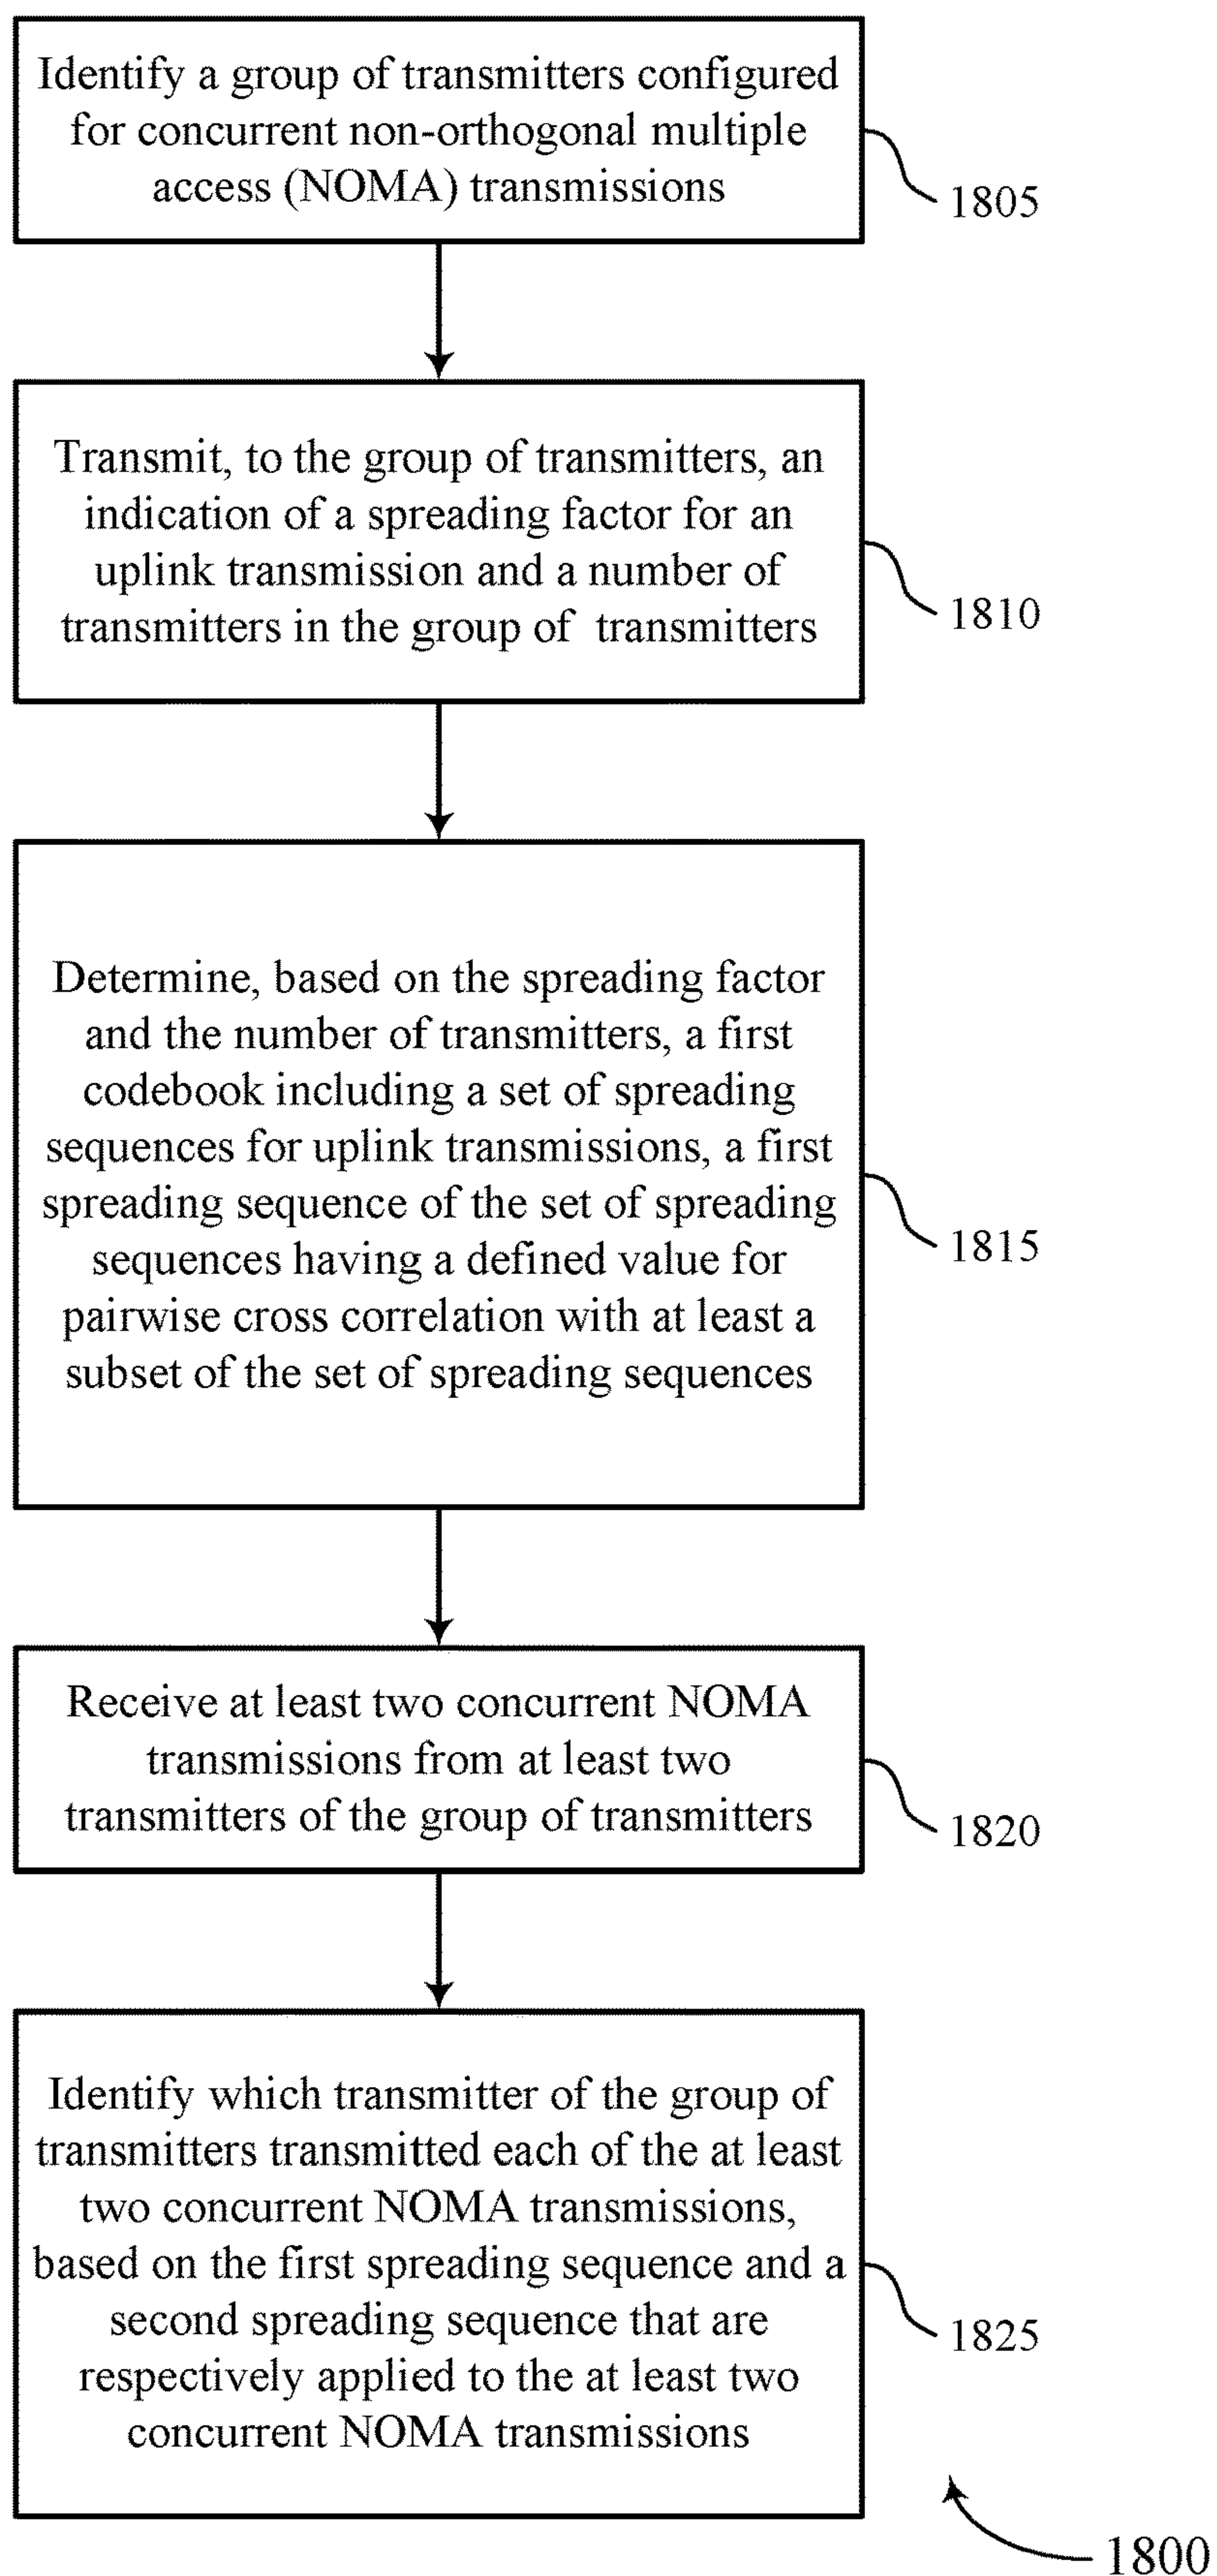 Identify a group of transmitters configured
for concurrent non-orthogonal multiple
access (NOMA) transmissions
1805
Transmit, to the group of transmitters, an
indication of a spreading factor for an
uplink transmission and a number of
transmitters in the group of transmitters
1810
Determine, based on the spreading factor
and the number of transmitters, a first
codebook including a set of spreading
sequences for uplink transmissions, a first
spreading sequence of the set of spreading
sequences having a defined value for
pairwise cross correlation with at least a
subset of the set of spreading sequences
1815
Receive at least two concurrent NOMA
transmissions from at least two
transmitters of the group of transmitters
1820
Identify which transmitter of the group of
transmitters transmitted each of the at least
two concurrent NOMA transmissions,
based on the first spreading sequence and a
second spreading sequence that are
respectively applied to the at least two
concurrent NOMA transmissions
1825
1800